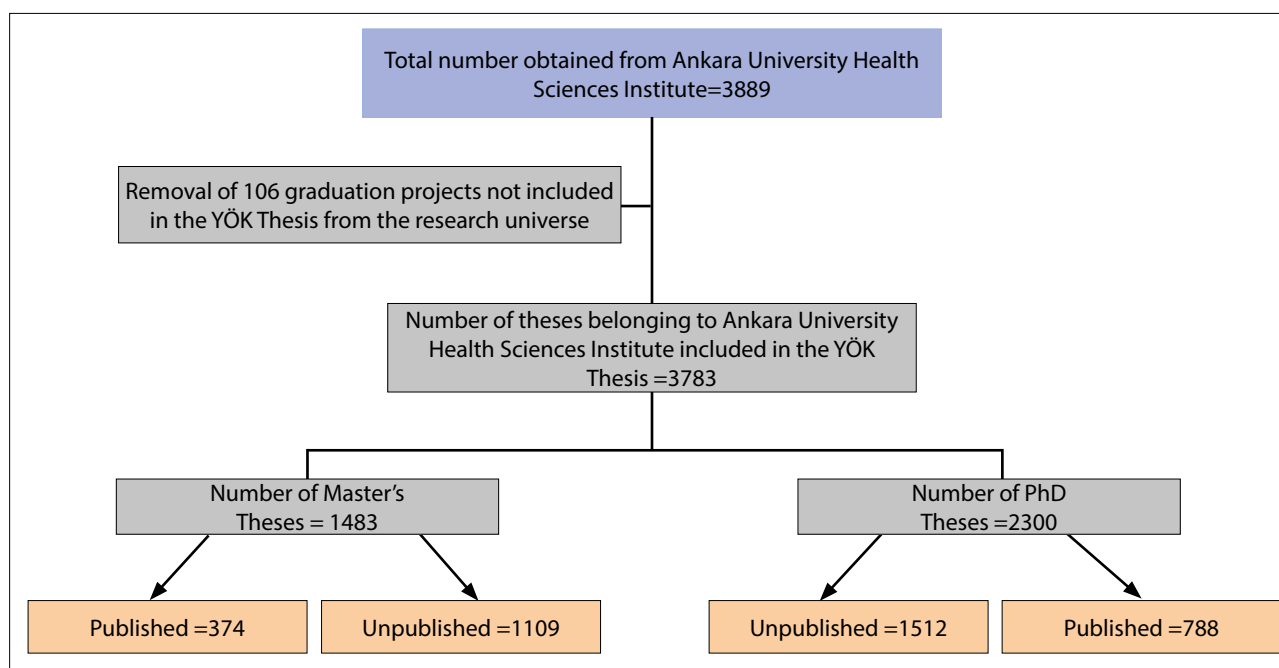 Total number obtained from Ankara University Health
Sciences Institute=3889
Removal of 106 graduation projects not included
in the YÖK Thesis from the research universe
Number of theses belonging to Ankara University
Health Sciences Institute included in the YÖK
Thesis =3783
Number of Master's
Theses = 1483
Number of PhD
Theses =2300
Published =374
Unpublished =1109
Unpublished =1512
Published =788